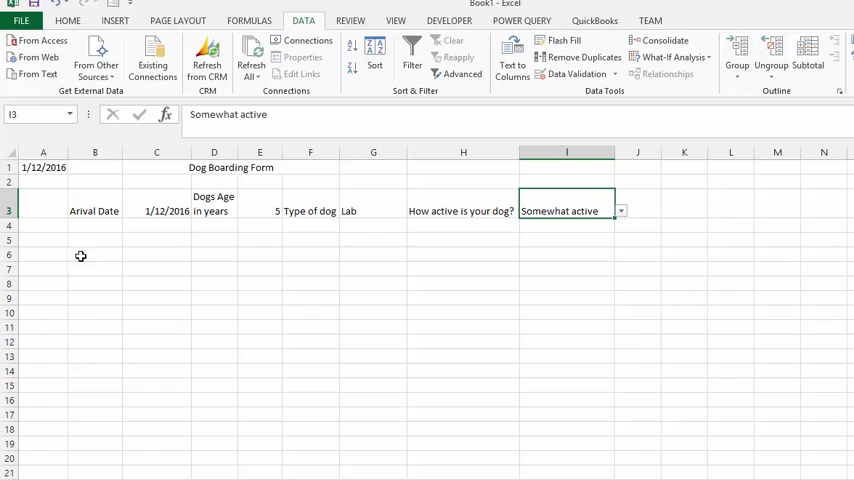 Book1 - Excel
FILE HOME INSERT PAGE LAYOUT FORMULAS DATA REVIEW VIEW DEVELOPER POWER QUERY QuickBooks TEAM
From Access
From Web
From Text
From Other
Sources
Existing
Connections
Get External Data
Refresh
from CRM
CRM
Refresh
All
Connections
Properties
Edit Links
Connections
Sort
Filter
Clear
Reapply
Advanced
Sort & Filter
Text to
Columns
Flash Fill
Remove Duplicates
Data Validation
Consolidate
What-If Analysis
Relationships
Data Tools
Group
Ungroup
Subtotal
Outline
I3 fx Somewhat active
A B C D E F G H I J K L M N
1 1/12/2016 Dog Boarding Form
2
Dogs Age
3 Arival Date 1/12/2016 in years 5 Type of dog Lab How active is your dog? Somewhat active
4
5
6
7
8
9
10
11
12
13
14
15
16
17
18
19
20
21